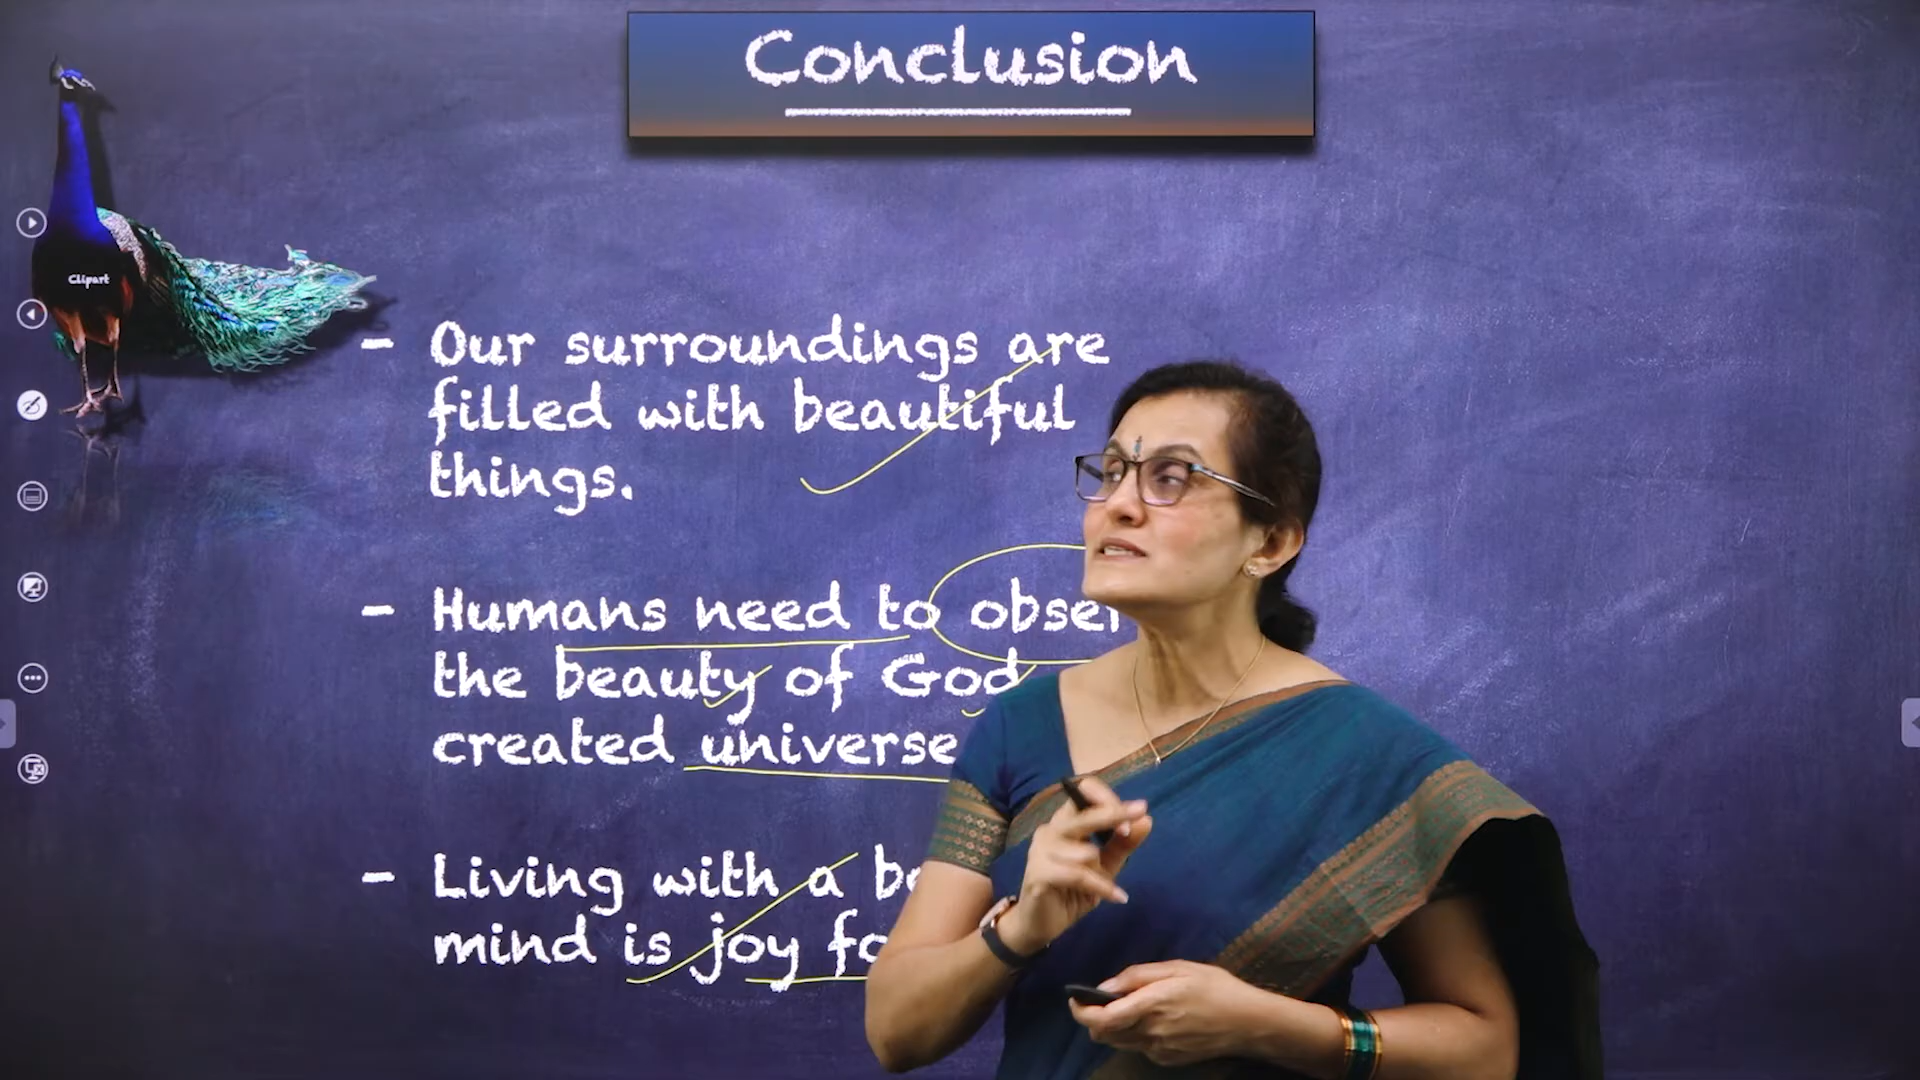 Conclusion
Clipart
- Our surroundings are
filled with beautiful
things.
- Humans need to
the beauty of God
created universe
- Living with a
mind is joy